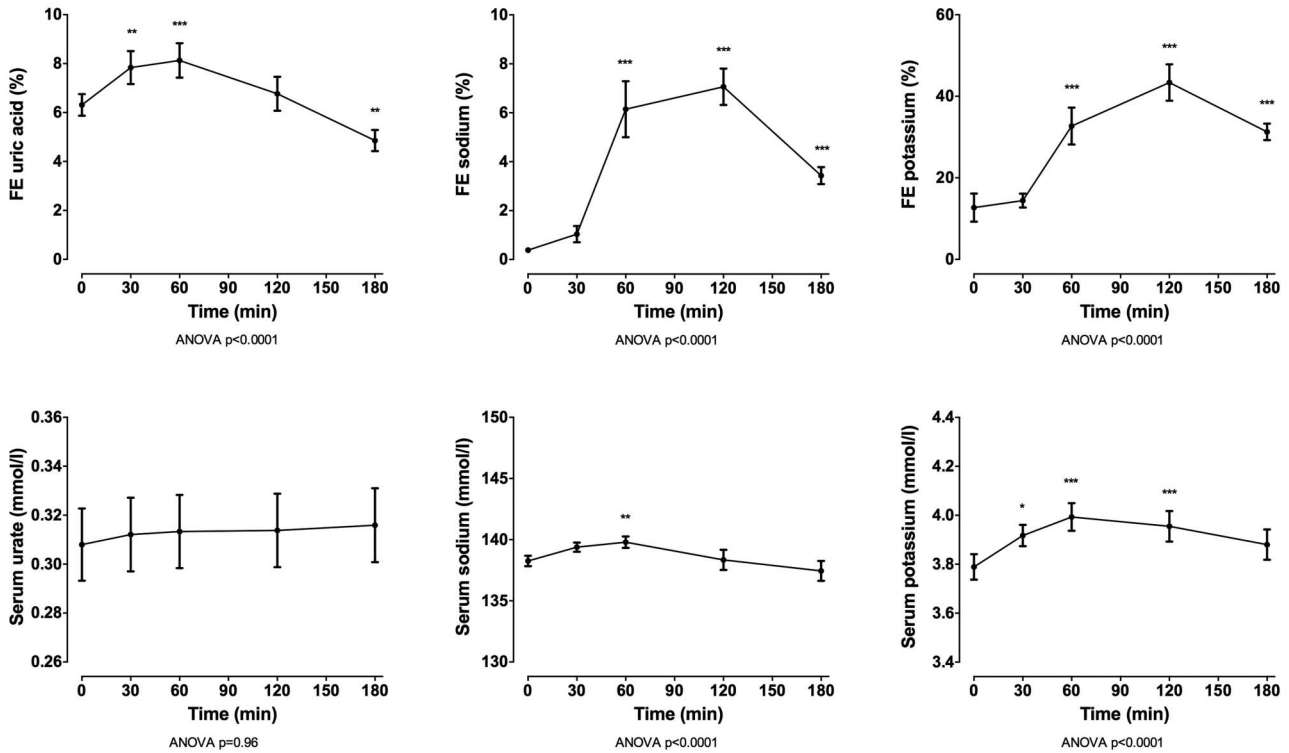 FE uric acid (%)
10
8
6
4
2
0
** *** **
0 30 60 90 120 150 180
Time (min)
ANOVA p<0.0001
FE sodium (%)
10
8
6
4
2
0
*** *** ***
0 30 60 90 120 150 180
Time (min)
ANOVA p<0.0001
FE potassium (%)
60
40
20
0
*** *** ***
0 30 60 90 120 150 180
Time (min)
ANOVA p<0.0001
Serum urate (mmol/l)
0.36
0.34
0.32
0.30
0.28
0.26
0 30 60 90 120 150 180
Time (min)
ANOVA p=0.96
Serum sodium (mmol/l)
150
145
140
135
130
**
0 30 60 90 120 150 180
Time (min)
ANOVA p<0.0001
Serum potassium (mmol/l)
4.4
4.2
4.0
3.8
3.6
3.4
* *** ***
0 30 60 90 120 150 180
Time (min)
ANOVA p<0.0001